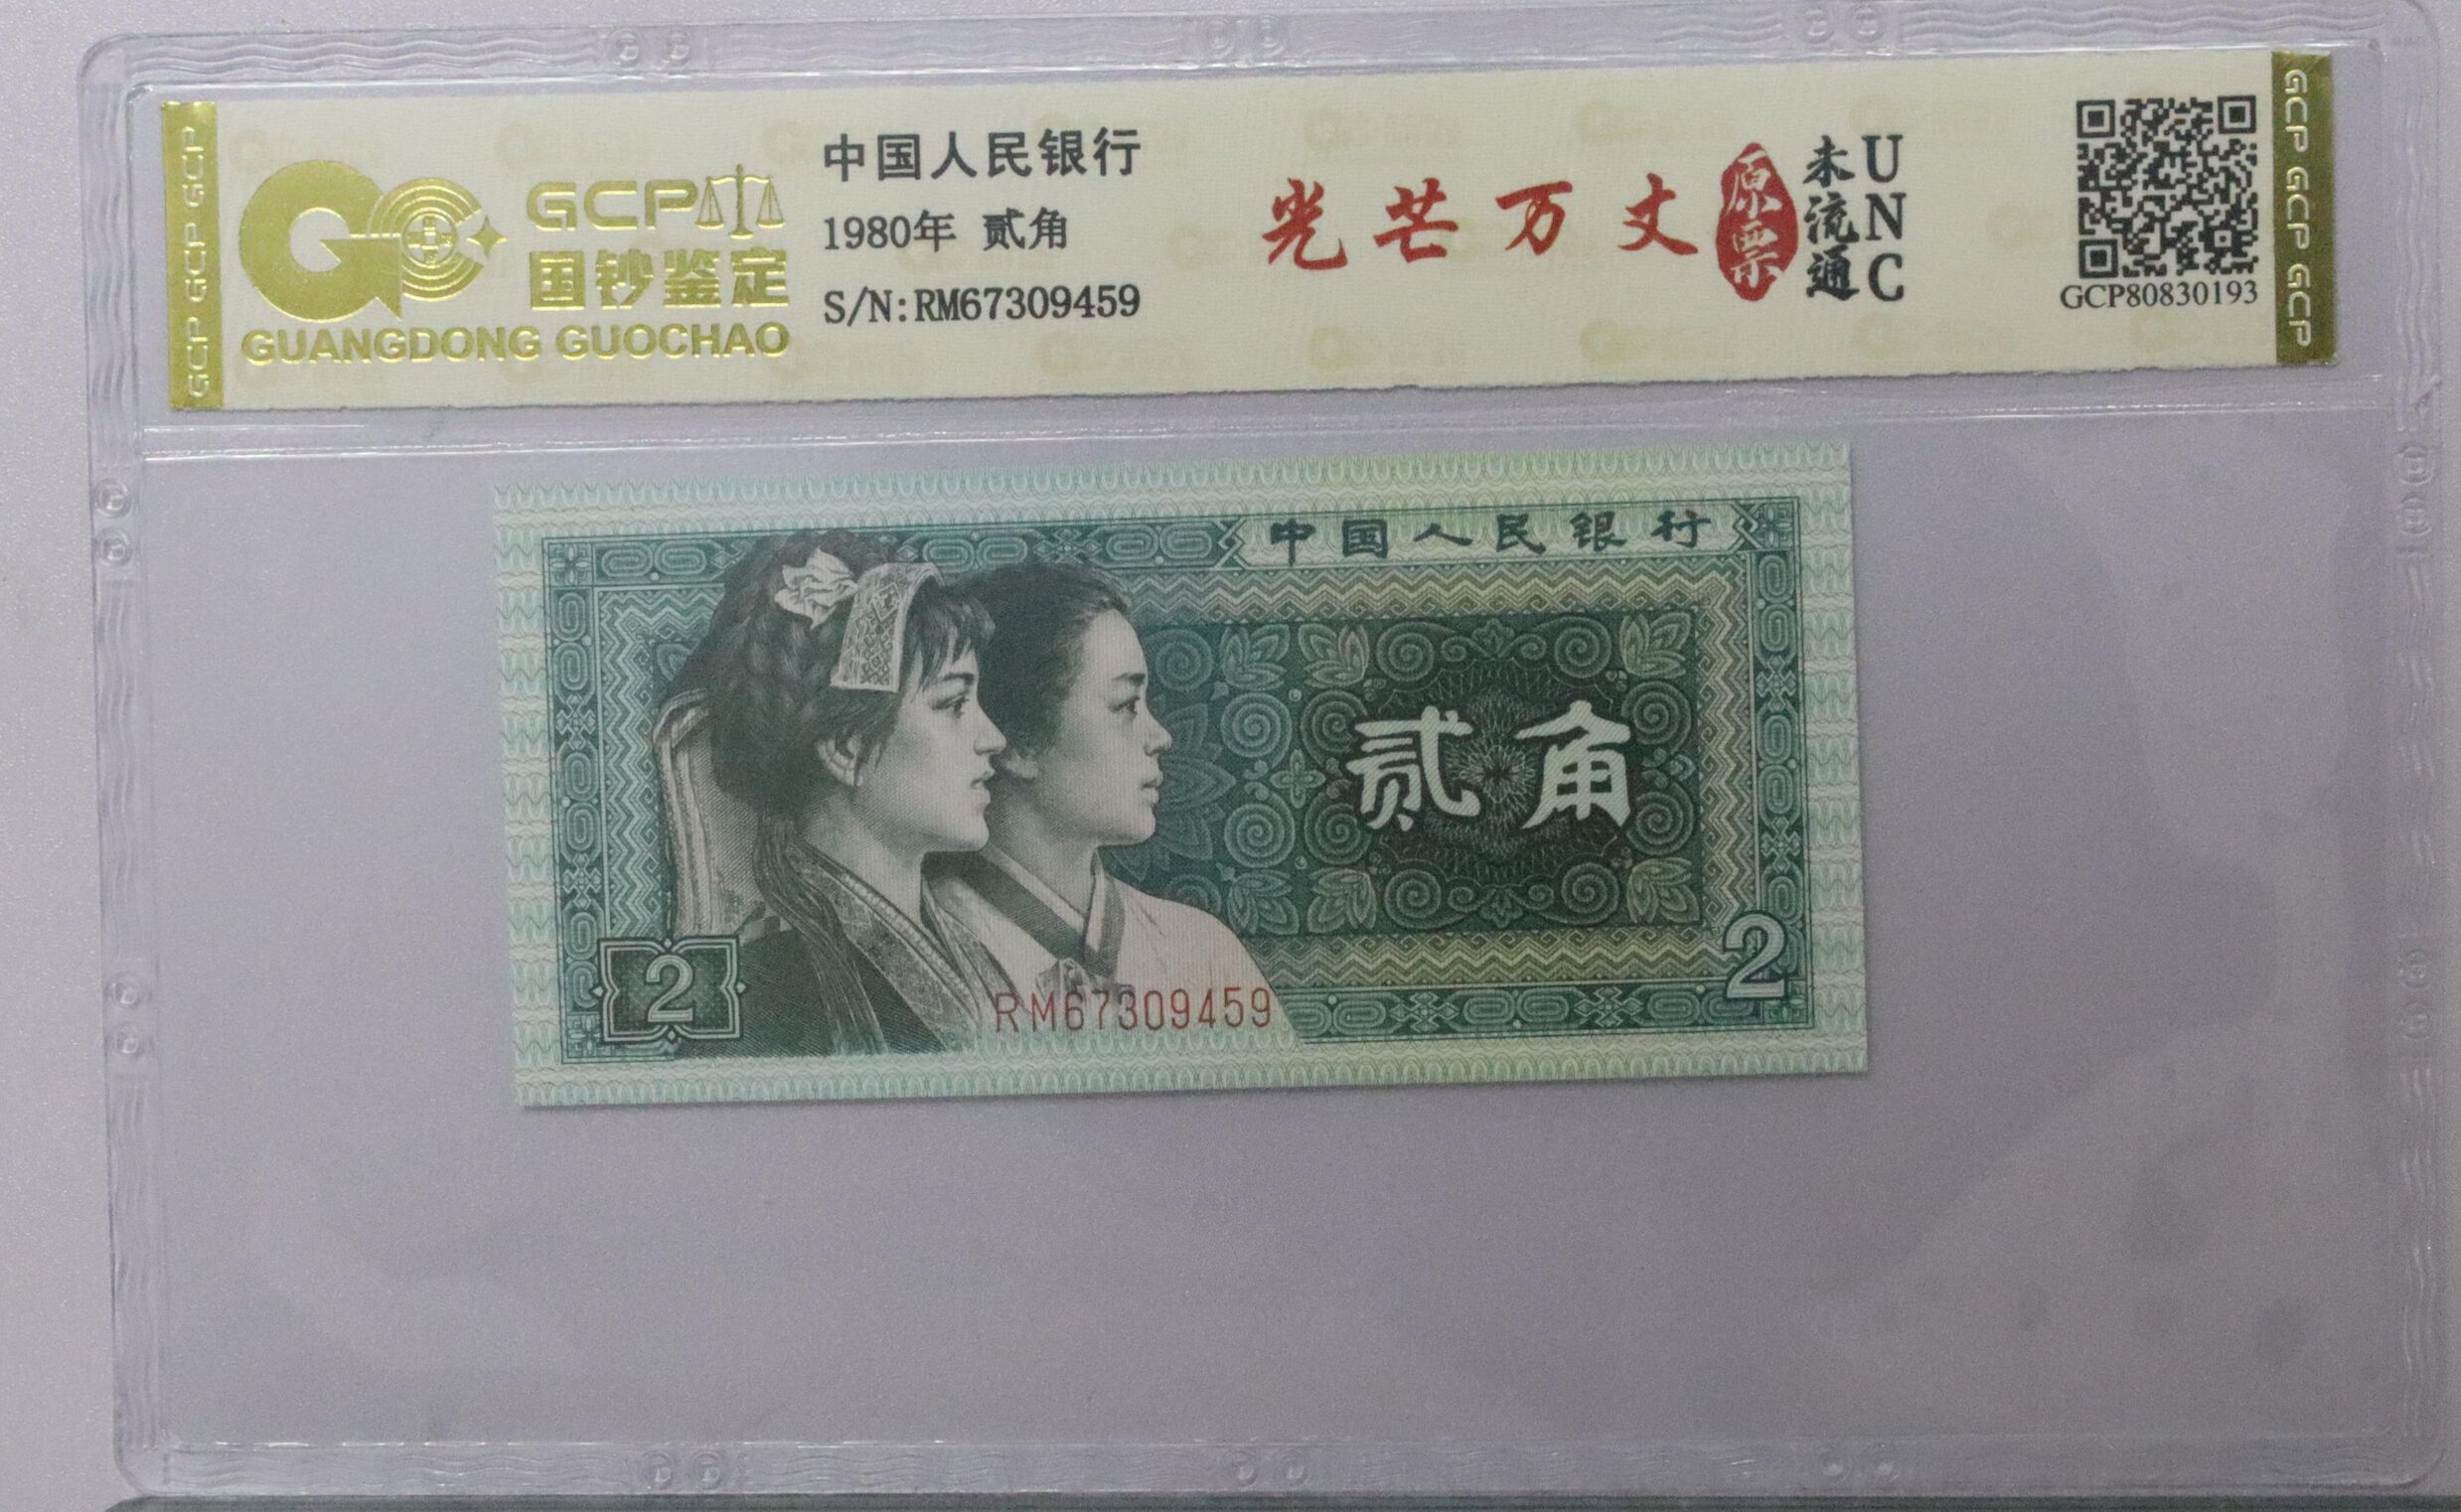 GCP GCP GCP
GCP
国钞鉴定
GUANGDONG GUOCHAO
中国人民银行
1980年 贰角
S/N:RM67309459
光芒万丈
原票
未流通
UNC
GCP80830193
GCP GCP GCP
中国人民银行
贰角
2
2
RM67309459